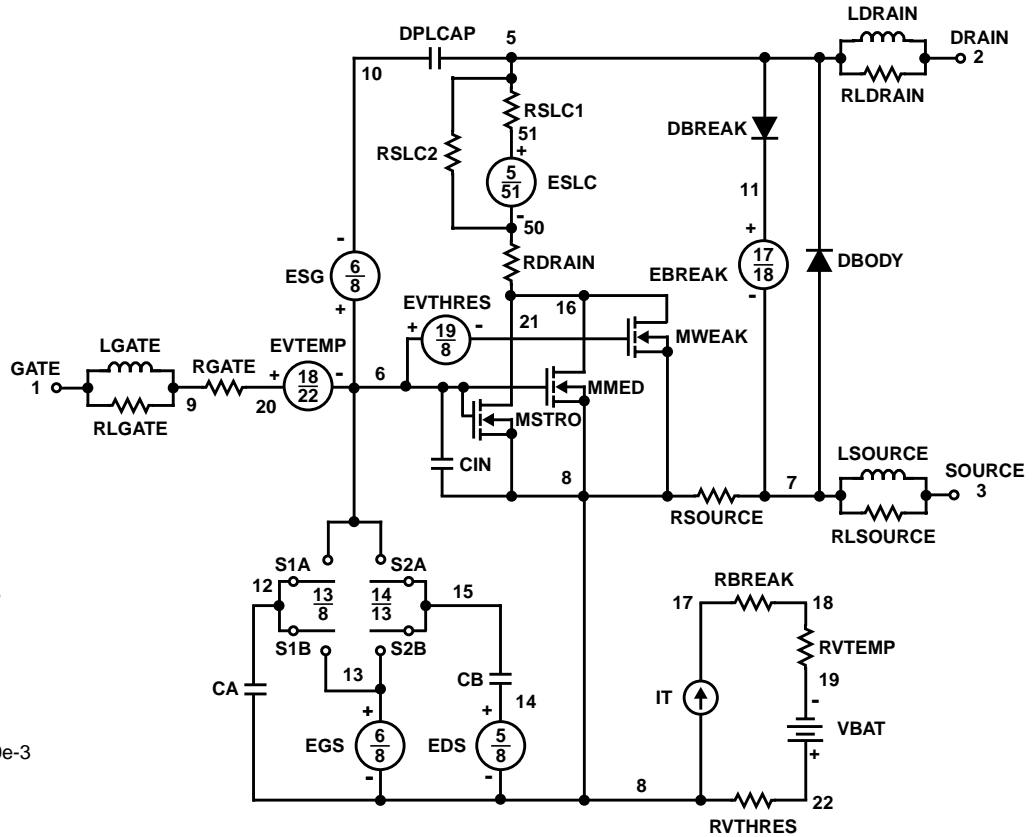 LDRAIN
DPLCAP
5
DRAIN
2
10
RLDRAIN
RSLC1
51
DBREAK
+
RSLC2
5
51
ESLC
11
-
50
+
-
17
18
DBODY
RDRAIN
EBREAK
6
8
ESG
-
EVTHRES
16
+
+
19
8
-
21
MWEAK
LGATE
EVTEMP
RGATE
GATE
1
+
18
22
-
6
MMED
9
20
MSTRO
RLGATE
LSOURCE
CIN
8
7
SOURCE
3
RSOURCE
RLSOURCE
S1A
S2A
12
13
8
14
13
15
RBREAK
17
18
S1B
S2B
RVTEMP
13
CB
19
CA
14
IT
-
+
+
VBAT
EGS
6
8
EDS
5
8
+
0e-3
-
-
8
22
RVTHRES